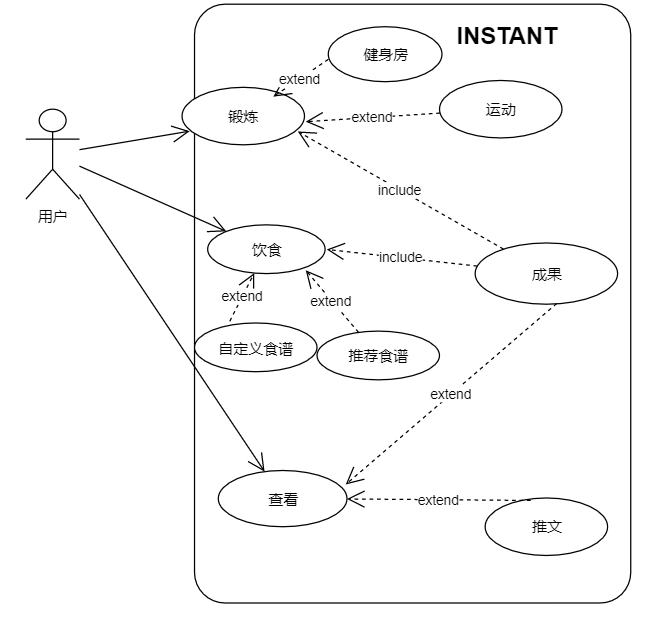 INSTANT
健身房
extend
锻炼
extend
运动
include
用户
饮食
include
成果
extend
extend
自定义食谱
推荐食谱
extend
查看
extend
推文